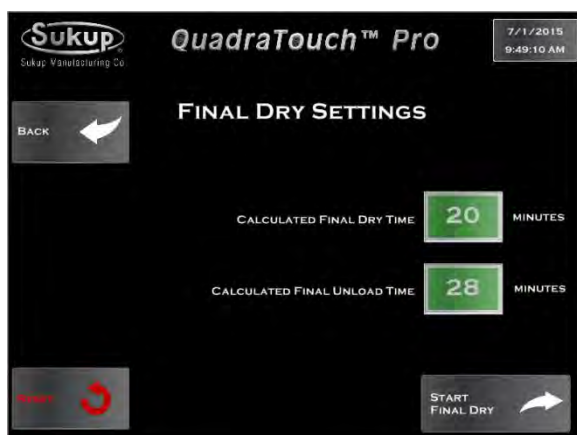 Sukup
Sukup Manufacturing Co
QuadraTouch™ Pro
7/1/2015
9:49:10 AM
BACK
FINAL DRY SETTINGS
CALCULATED FINAL DRY TIME 20 MINUTES
CALCULATED FINAL UNLOAD TIME 28 MINUTES
START
FINAL DRY